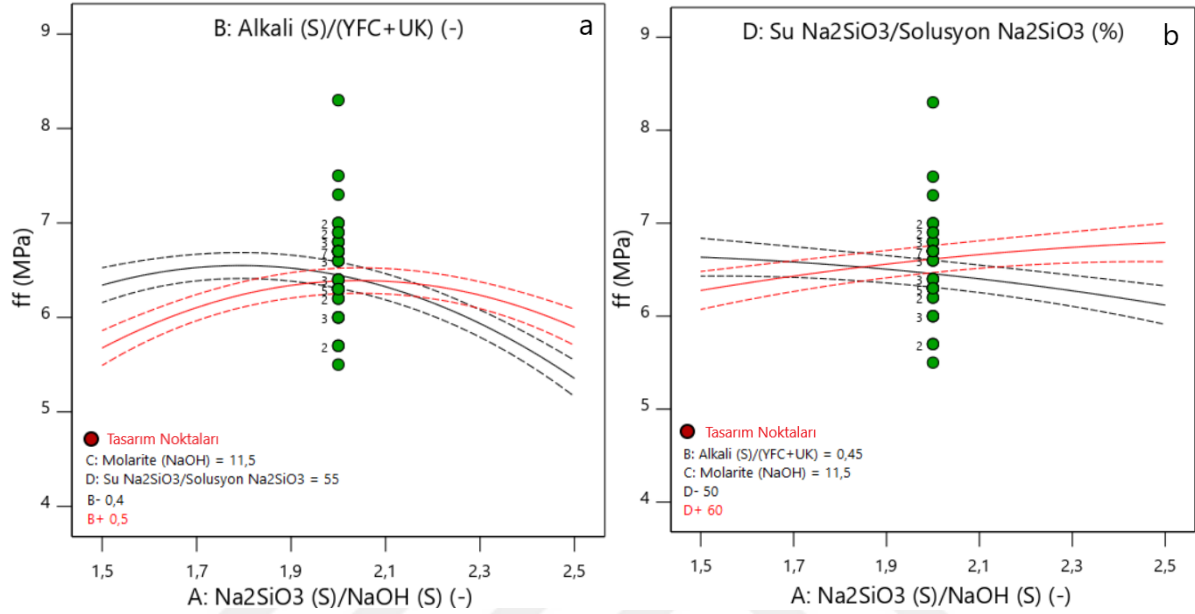 B: Alkali (S)/(YFC+UK) (-)
a
9
8
7
6
5
4
ff (MPa)
2
2
3
7
3
3
5
2
3
2
Tasarım Noktaları
C: Molarite (NaOH) = 11,5
D: Su Na2SiO3/Solusyon Na2SiO3 = 55
B- 0,4
B+ 0,5
1,5 1,7 1,9 2,1 2,3 2,5
A: Na2SiO3 (S)/NaOH (S) (-)
D: Su Na2SiO3/Solusyon Na2SiO3 (%)
b
9
8
7
6
5
4
ff (MPa)
2
2
3
7
3
3
5
2
3
2
Tasarım Noktaları
B: Alkali (S)/(YFC+UK) = 0,45
C: Molarite (NaOH) = 11,5
D- 50
D+ 60
1,5 1,7 1,9 2,1 2,3 2,5
A: Na2SiO3 (S)/NaOH (S) (-)